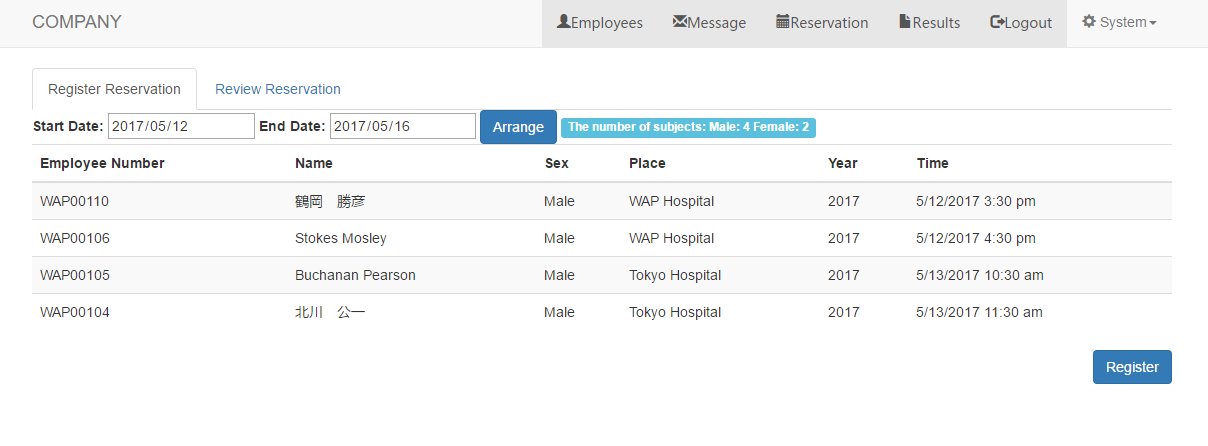 COMPANY Employees Message Reservation Results Logout System
Register Reservation Review Reservation
Start Date: 2017/05/12 End Date: 2017/05/16 Arrange The number of subjects: Male: 4 Female: 2
Employee Number Name Sex Place Year Time
WAP00110 鶴岡　勝彦 Male WAP Hospital 2017 5/12/2017 3:30 pm
WAP00106 Stokes Mosley Male WAP Hospital 2017 5/12/2017 4:30 pm
WAP00105 Buchanan Pearson Male Tokyo Hospital 2017 5/13/2017 10:30 am
WAP00104 北川　公一 Male Tokyo Hospital 2017 5/13/2017 11:30 am
Register